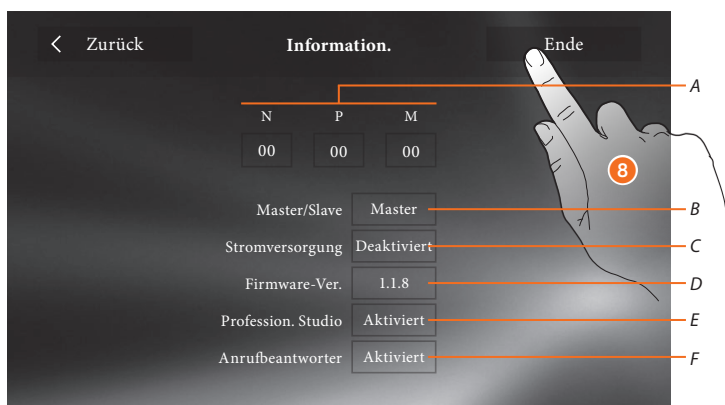 Zurück Information. Ende
A
N P M
00 00 00
8
Master/Slave Master B
Stromversorgung Deaktiviert C
Firmware-Ver. 1.1.8 D
Profession. Studio Aktiviert E
Anrufbeantworter Aktiviert F